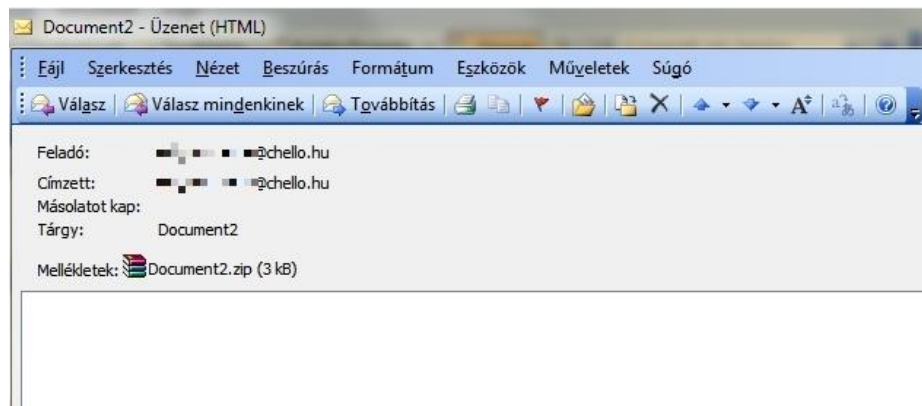 Document2 - Üzenet (HTML)
Fájl Szerkesztés Nézet Beszúrás Formátum Eszközök Műveletek Súgó
Válasz Válasz mindenkinek Továbbítás
Feladó: @chello.hu
Címzett: @chello.hu
Másolatot kap:
Tárgy: Document2
Mellékletek: Document2.zip (3 kB)